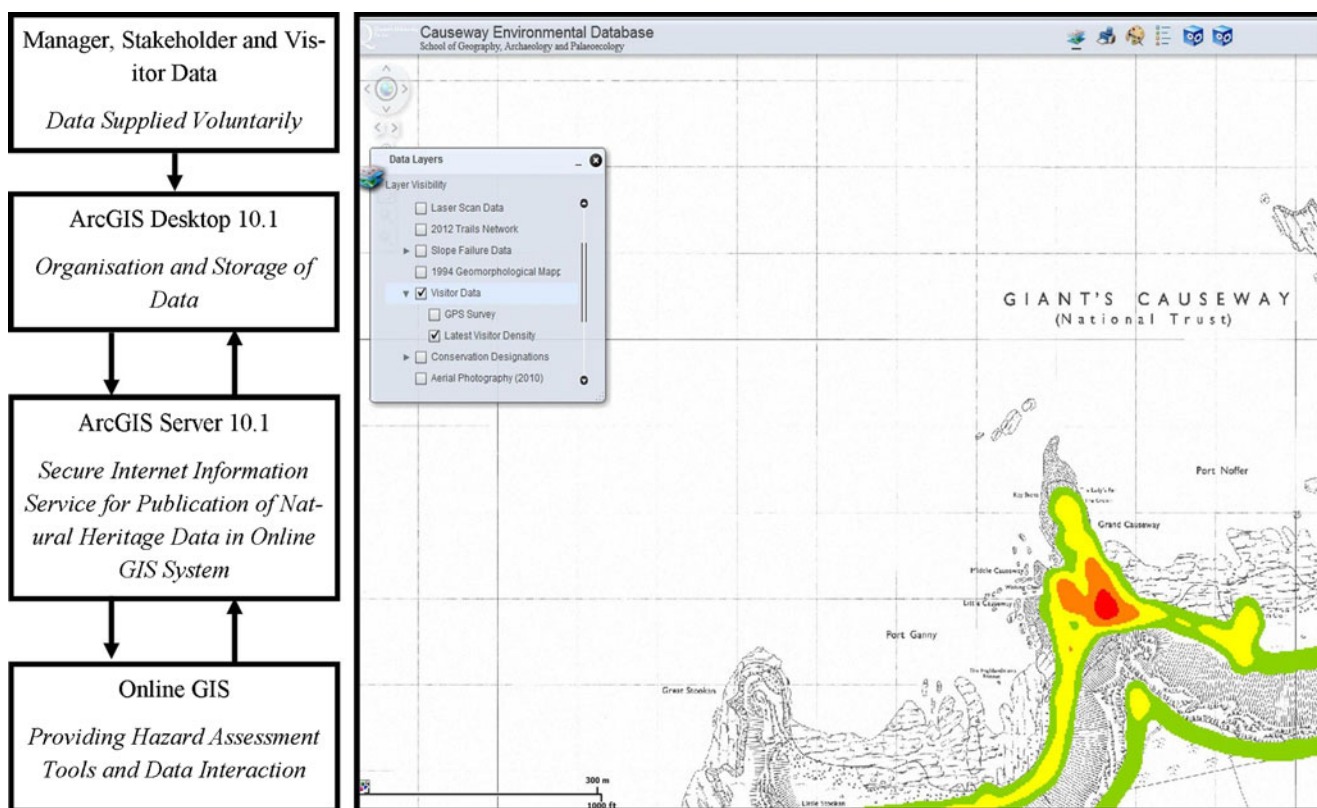 Manager, Stakeholder and Vis-
itor Data
Data Supplied Voluntarily
ArcGIS Desktop 10.1
Organisation and Storage of
Data
ArcGIS Server 10.1
Secure Internet Information
Service for Publication of Nat-
ural Heritage Data in Online
GIS System
Online GIS
Providing Hazard Assessment
Tools and Data Interaction
Causeway Environmental Database
School of Geography, Archaeology and Palaeoecology
Data Layers
Layer Visibility
Laser Scan Data
2012 Trails Network
Slope Failure Data
1994 Geomorphological Mapp
Visitor Data
GPS Survey
Latest Visitor Density
Conservation Designations
Aerial Photography (2010)
GIANT'S CAUSEWAY
(National Trust)
Port Noffer
Grand Causeway
Middle Causeway
Little Causeway
Port Ganny
Great Stookan
Little Stookan
300 m
1000 ft